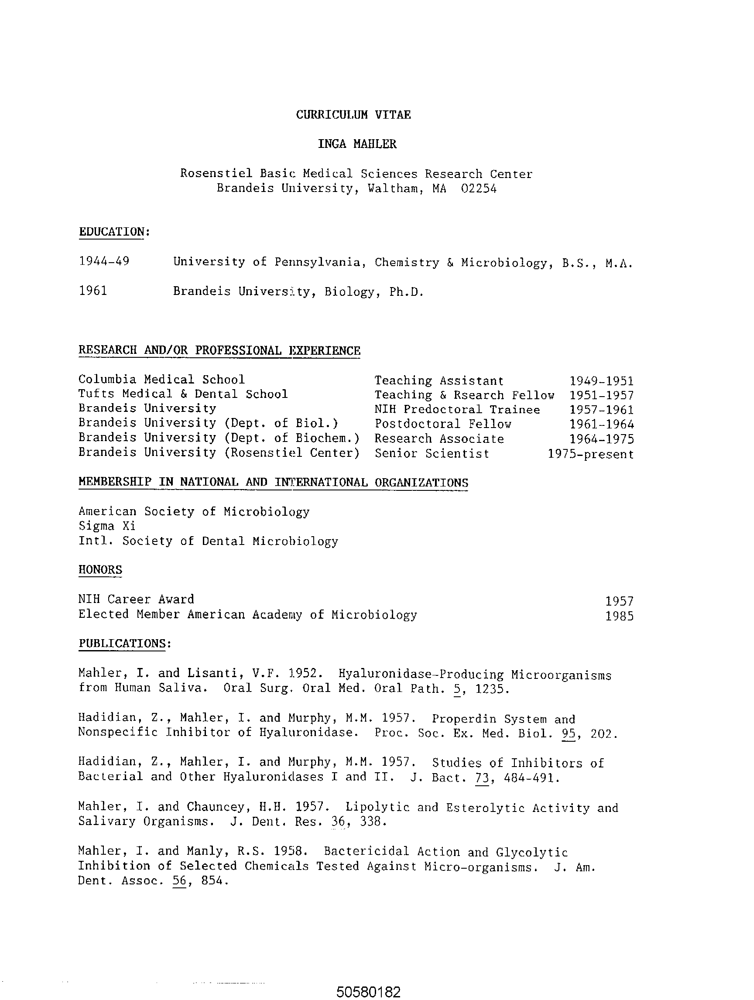 CURRICULUM VITAE
INGA MAHLER
Rosenstiel Basic Medical Sciences Research Center
Brandeis University, Waltham, MA 02254
EDUCATION:
1944-49 University of Pennsylvania, Chemistry & Microbiology, B.S., M.A.
1961 Brandeis University, Biology, Ph.D.
RESEARCH AND/OR PROFESSIONAL EXPERIENCE
Columbia Medical School Teaching Assistant 1949-1951
Tufts Medical & Dental School Teaching & Rsearch Fellow 1951-1957
Brandeis University NIH Predoctoral Trainee 1957-1961
Brandeis University (Dept. of Biol.) Postdoctoral Fellow 1961-1964
Brandeis University (Dept. of Biochem.) Research Associate 1964-1975
Brandeis University (Rosenstiel Center) Senior Scientist 1975-present
MEMBERSHIP IN NATIONAL AND INTERNATIONAL ORGANIZATIONS
American Society of Microbiology
Sigma Xi
Intl. Society of Dental Microbiology
HONORS
NIH Career Award 1957
Elected Member American Academy of Microbiology 1985
PUBLICATIONS:
Mahler, I. and Lisanti, V.F. 1952. Hyaluronidase-Producing Microorganisms
from Human Saliva. Oral Surg. Oral Med. Oral Path. 5, 1235.
Hadidian, Z., Mahler, I. and Murphy, M.M. 1957. Properdin System and
Nonspecific Inhibitor of Hyaluronidase. Proc. Soc. Ex. Med. Biol. 95, 202.
Hadidian, Z., Mahler, I. and Murphy, M.M. 1957. Studies of Inhibitors of
Bacterial and Other Hyaluronidases I and II. J. Bact. 73, 484-491.
Mahler, I. and Chauncey, H.H. 1957. Lipolytic and Esterolytic Activity and
Salivary Organisms. J. Dent. Res. 36, 338.
Mahler, I. and Manly, R.S. 1958. Bactericidal Action and Glycolytic
Inhibition of Selected Chemicals Tested Against Micro-organisms. J. Am.
Dent. Assoc. 56, 854.
50580182